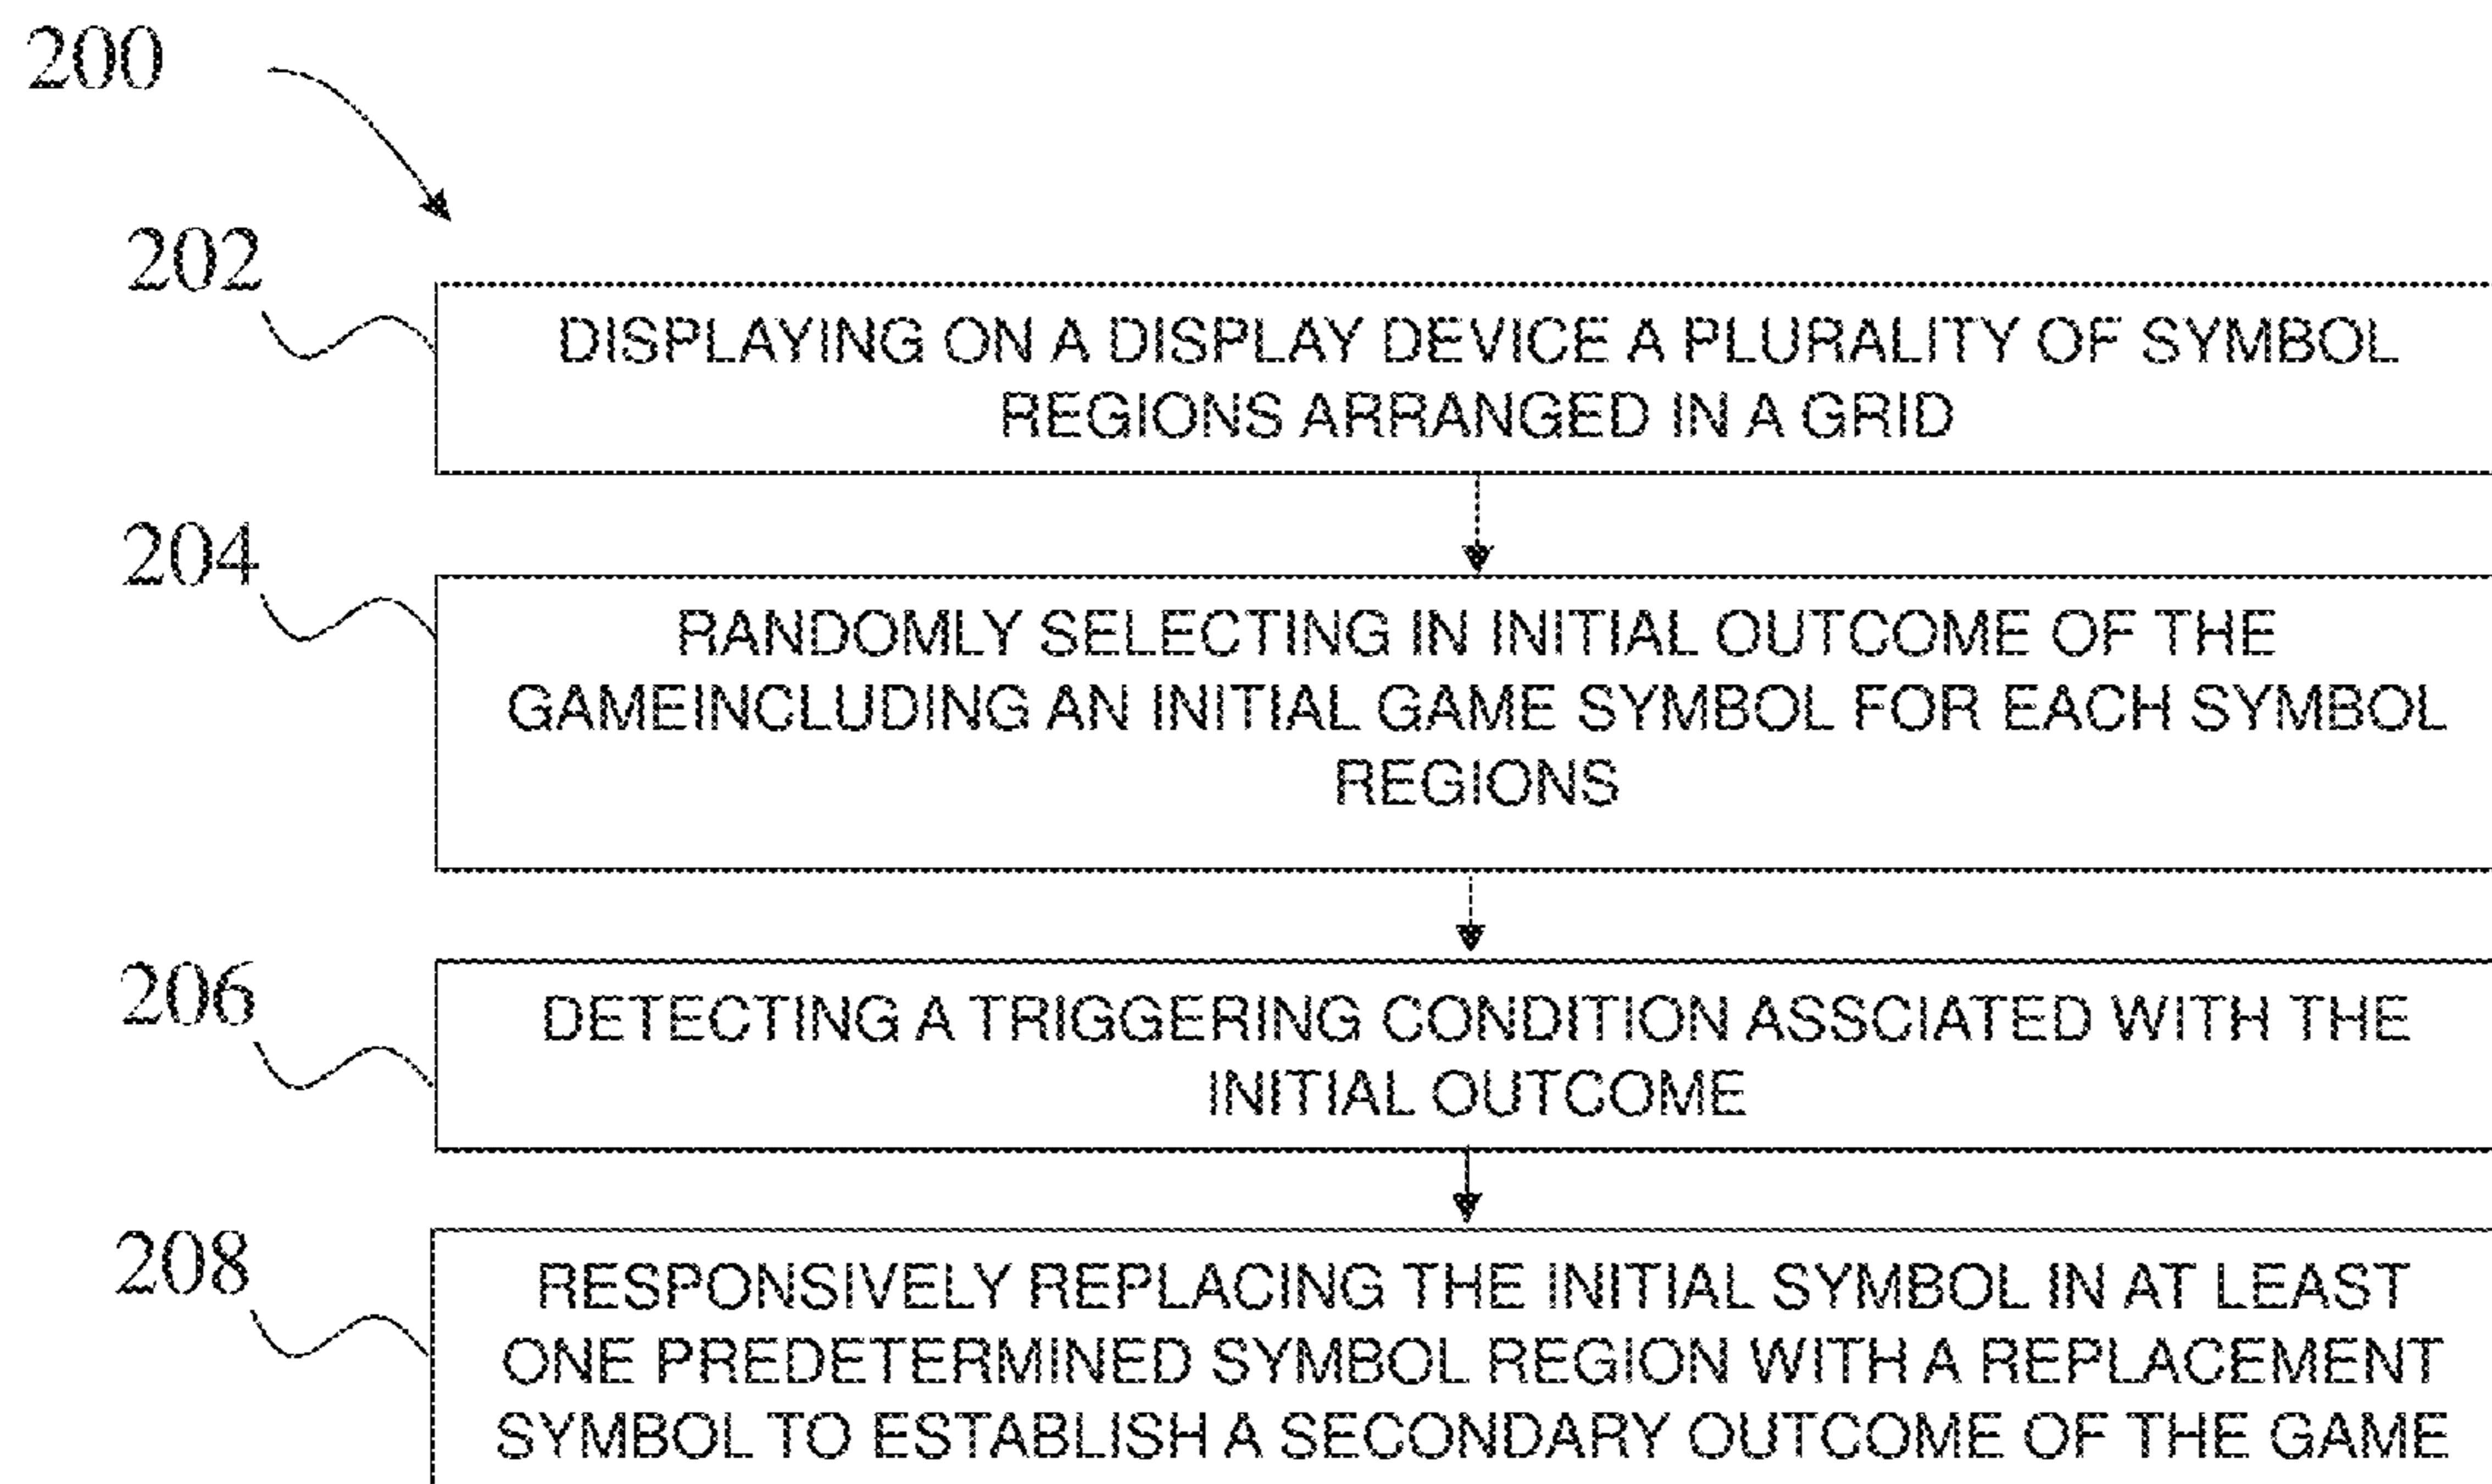 200
202
DISPLAYING ON A DISPLAY DEVICE A PLURALITY OF SYMBOL
REGIONS ARRANGED IN A GRID
204
RANDOMLY SELECTING IN INITIAL OUTCOME OF THE
GAMEINCLUDING AN INITIAL GAME SYMBOL FOR EACH SYMBOL
REGIONS
206
DETECTING A TRIGGERING CONDITION ASSCIATED WITH THE
INITIAL OUTCOME
208
RESPONSIVELY REPLACING THE INITIAL SYMBOL IN AT LEAST
ONE PREDETERMINED SYMBOL REGION WITH A REPLACEMENT
SYMBOL TO ESTABLISH A SECONDARY OUTCOME OF THE GAME